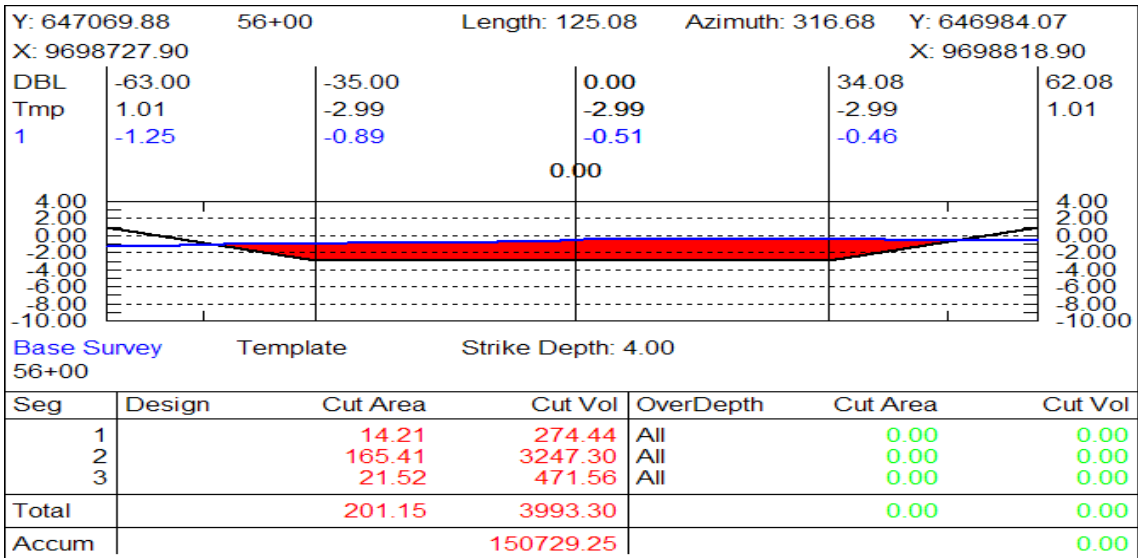 Y: 647069.88 56+00 Length: 125.08 Azimuth: 316.68 Y: 646984.07
X: 9698727.90 X: 9698818.90
DBL -63.00 -35.00 0.00 34.08 62.08
Tmp 1.01 -2.99 -2.99 -2.99 1.01
1 -1.25 -0.89 -0.51 -0.46
0.00
4.00 4.00
2.00 2.00
0.00 0.00
-2.00 -2.00
-4.00 -4.00
-6.00 -6.00
-8.00 -8.00
-10.00 -10.00
Base Survey Template Strike Depth: 4.00
56+00
Seg Design Cut Area Cut Vol OverDepth Cut Area Cut Vol
1 14.21 274.44 All 0.00 0.00
2 165.41 3247.30 All 0.00 0.00
3 21.52 471.56 All 0.00 0.00
Total 201.15 3993.30 0.00 0.00
Accum 150729.25 0.00